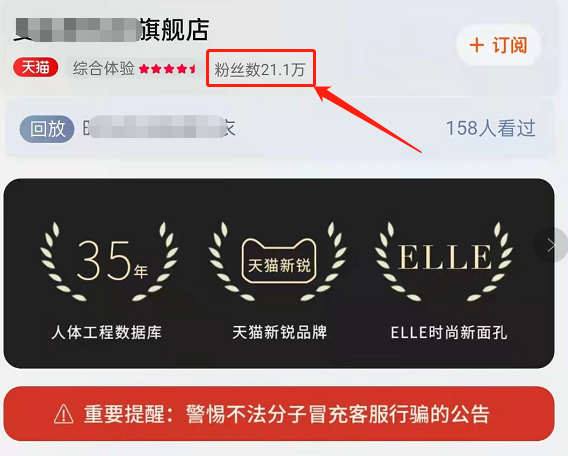 旗舰店
天猫 综合体验 粉丝数21.1万
+ 订阅
回放 158人看过
35年
天猫新锐
ELLE
人体工程数据库
天猫新锐品牌
ELLE时尚新面孔
重要提醒：警惕不法分子冒充客服行骗的公告